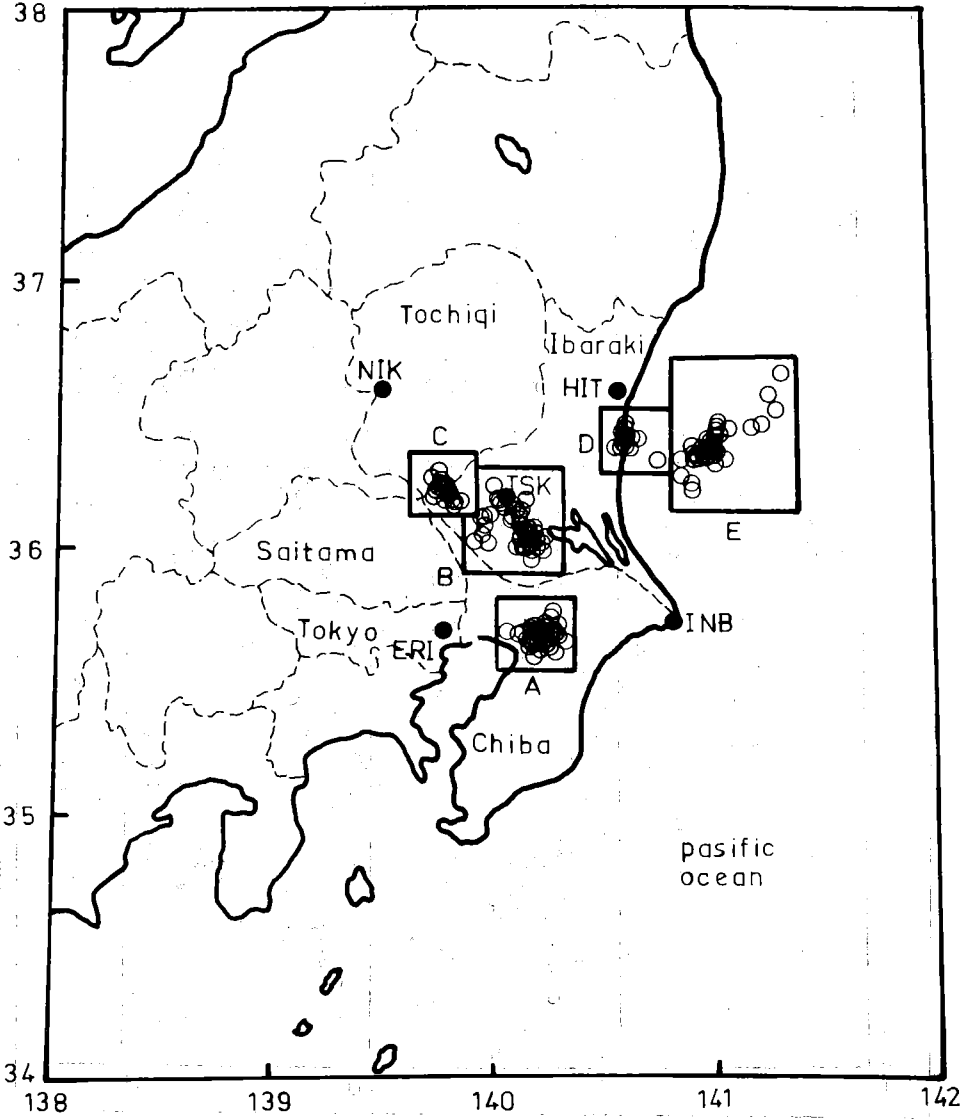 38
37
Tochiqi
Ibaraki
NIK
HIT
C
D
TSK
E
36
Saitama
B
Tokyo
ERI
INB
A
Chiba
35
pasific
ocean
34
138
139
140
141
142